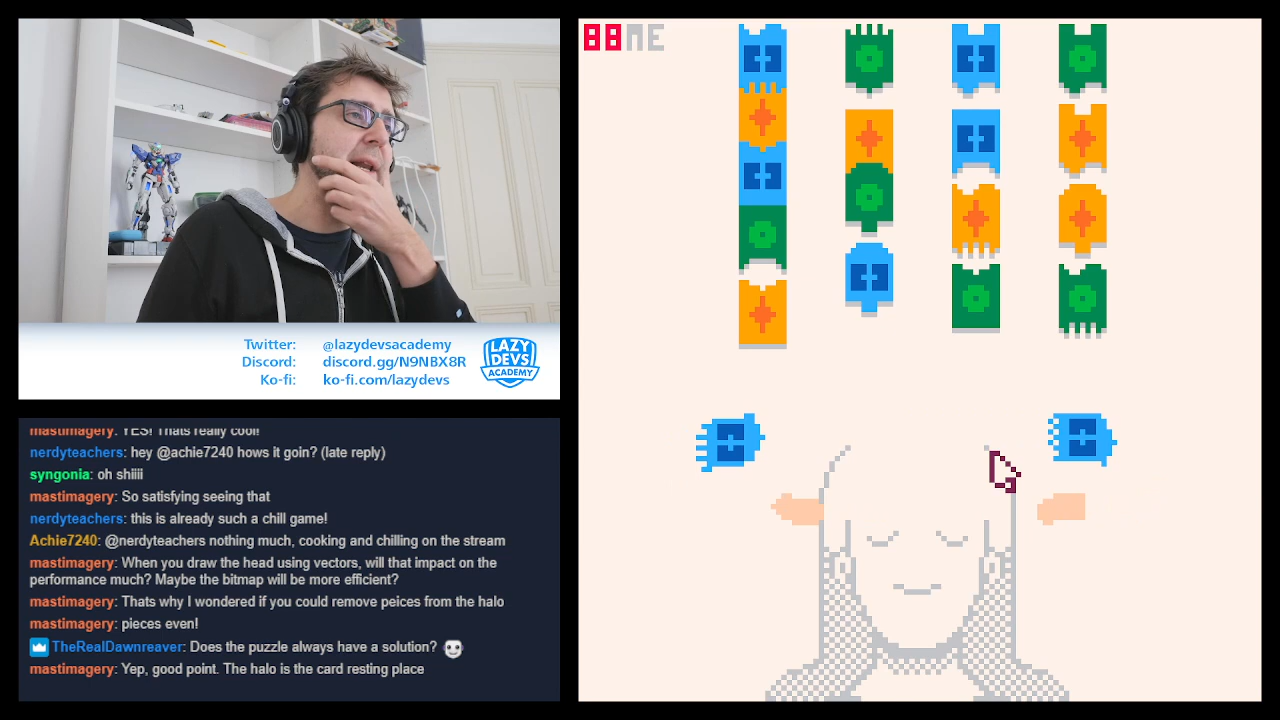 88ME
Twitter: @lazydevsacademy
Discord: discord.gg/N9NBX8R
Ko-fi: ko-fi.com/lazydevs
LAZY
DEVS
ACADEMY
mastimagery: YES! Thats really cool!
nerdyteachers: hey @achie7240 hows it goin? (late reply)
syngonia: oh shiiii
mastimagery: So satisfying seeing that
nerdyteachers: this is already such a chill game!
Achie7240: @nerdyteachers nothing much, cooking and chilling on the stream
mastimagery: When you draw the head using vectors, will that impact on the
performance much? Maybe the bitmap will be more efficient?
mastimagery: Thats why I wondered if you could remove peices from the halo
mastimagery: pieces even!
TheRealDawnreaver: Does the puzzle always have a solution?
mastimagery: Yep, good point. The halo is the card resting place